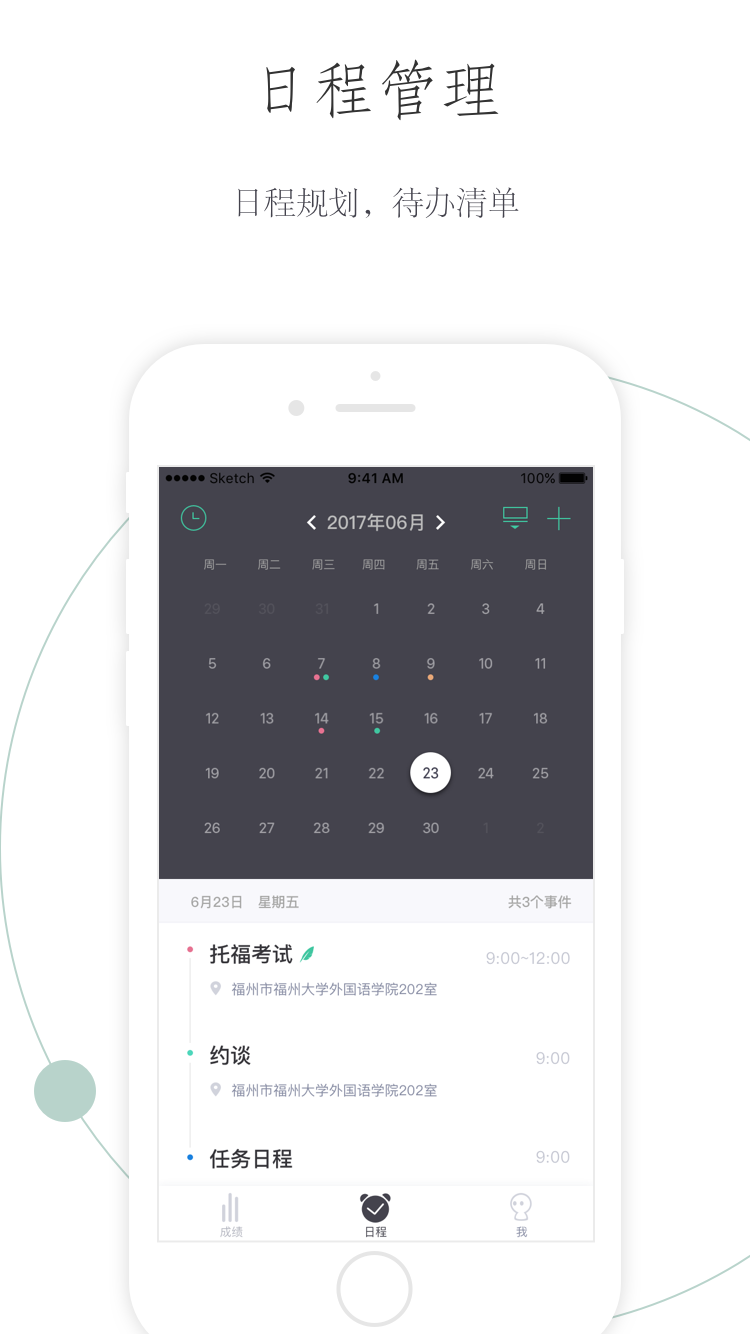 日程管理
日程规划，待办清单
Sketch 9:41 AM 100%
2017年06月
周一 周二 周三 周四 周五 周六 周日
29 30 31 1 2 3 4
5 6 7 8 9 10 11
12 13 14 15 16 17 18
19 20 21 22 23 24 25
26 27 28 29 30 1 2
6月23日 星期五 共3个事件
托福考试 9:00~12:00
福州市福州大学外国语学院202室
约谈 9:00
福州市福州大学外国语学院202室
任务日程 9:00
成绩 日程 我